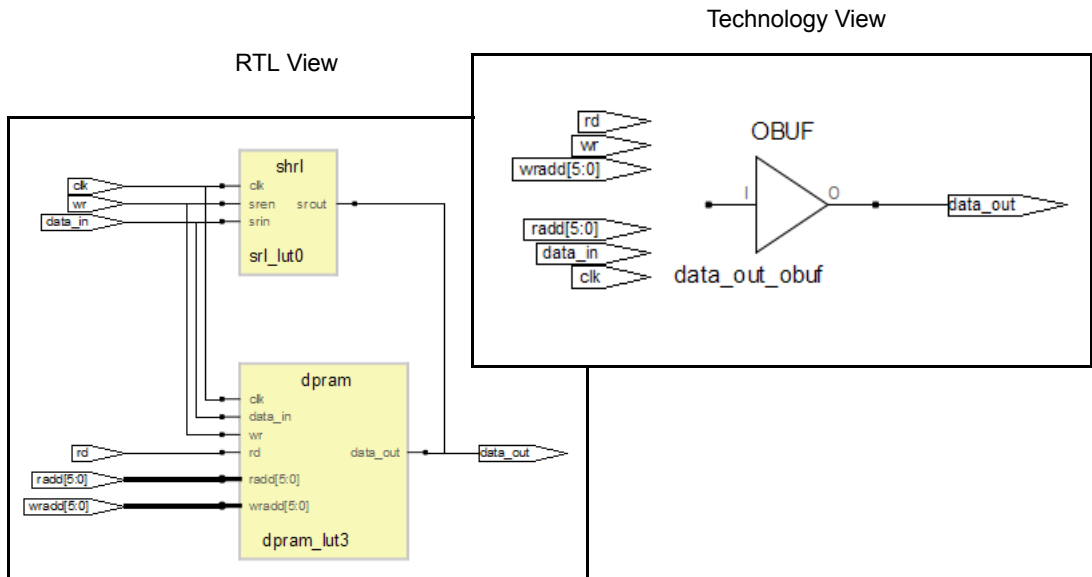 Technology View
RTL View
rd
wr
wradd[5:0]
radd[5:0]
data_in
clk
OBUF
I
O
data_out
data_out_obuf
clk
wr
data_in
shrl
clk
sren
srin
srout
srl_lut0
rd
radd[5:0]
wradd[5:0]
dpram
clk
data_in
wr
rd
radd[5:0]
wradd[5:0]
data_out
dpram_lut3
data_out